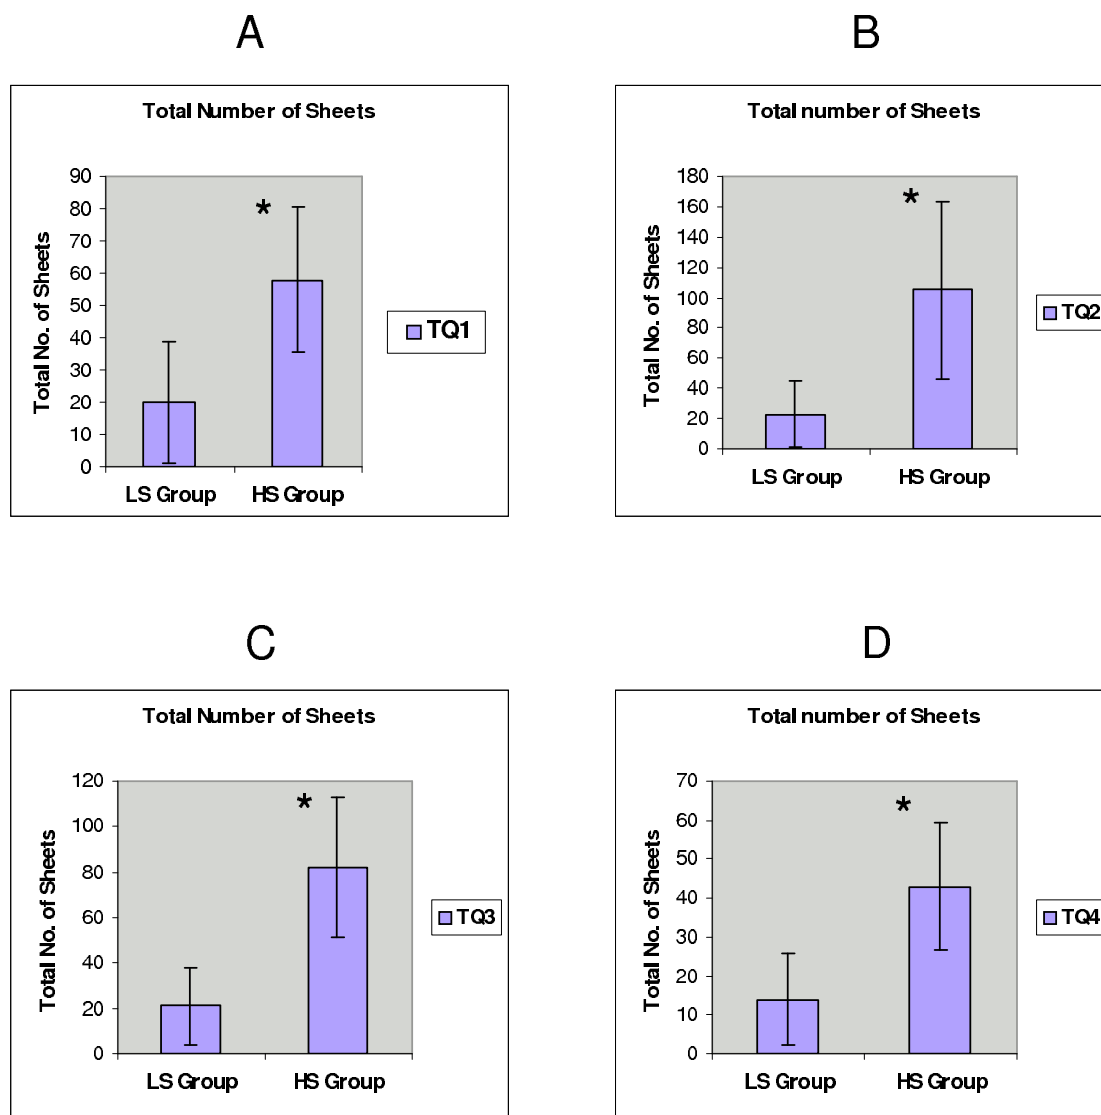 A
Total Number of Sheets
90
80
70
60
50
40
30
20
10
0
Total No. of Sheets
*
LS Group
HS Group
TQ1
B
Total number of Sheets
180
160
140
120
100
80
60
40
20
0
Total No. of Sheets
*
LS Group
HS Group
TQ2
C
Total Number of Sheets
120
100
80
60
40
20
0
Total No. of Sheets
*
LS Group
HS Group
TQ3
D
Total number of Sheets
70
60
50
40
30
20
10
0
Total No. of Sheets
*
LS Group
HS Group
TQ4